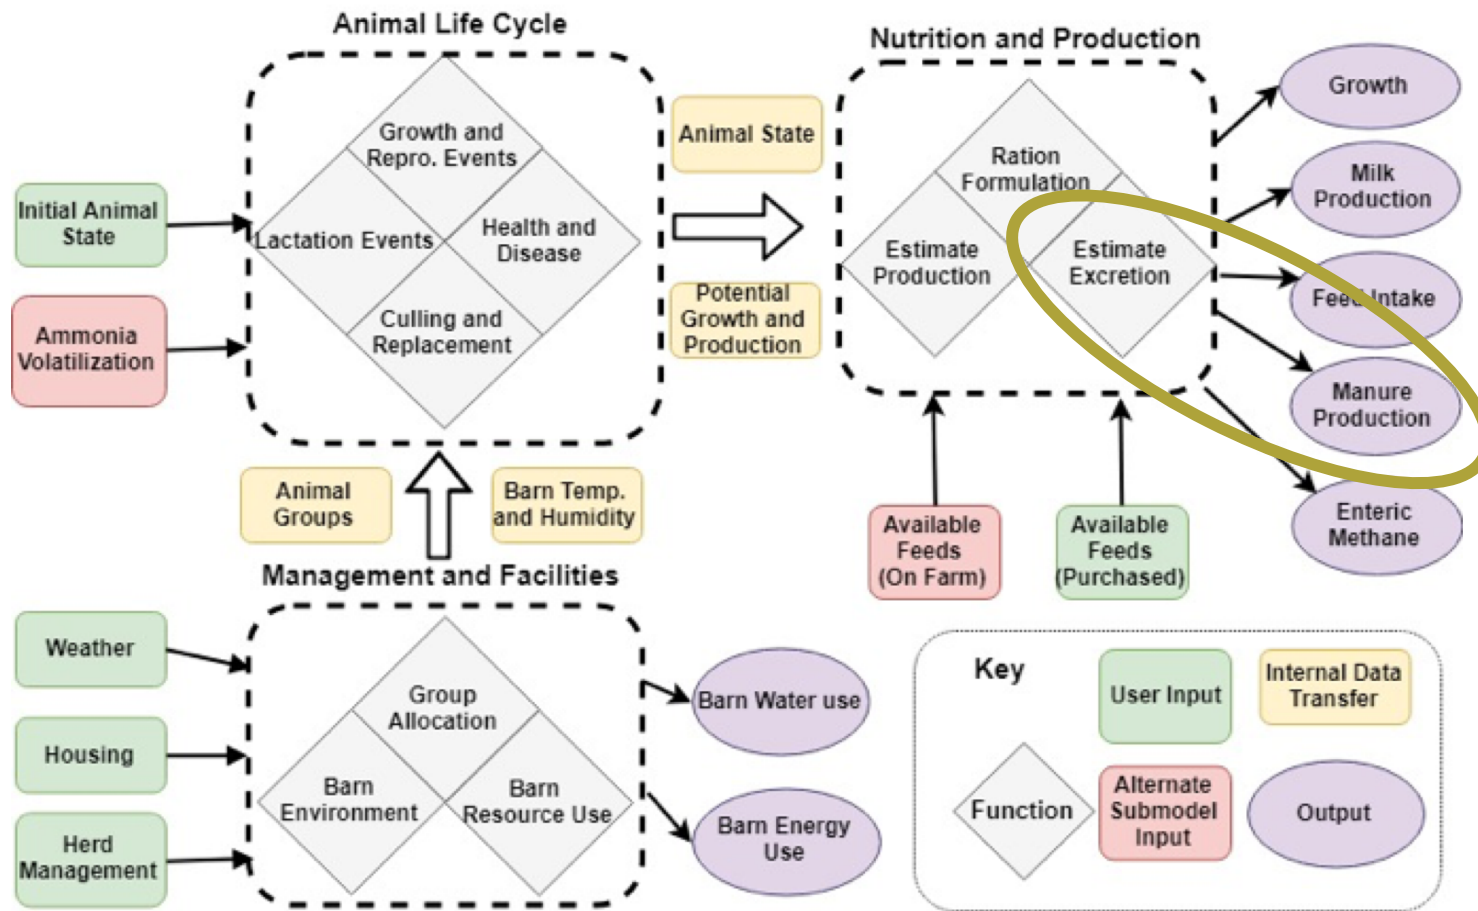 Animal Life Cycle
Growth and
Repro. Events
Lactation Events
Health and
Disease
Culling and
Replacement
Initial Animal
State
Ammonia
Volatilization
Animal State
Potential
Growth and
Production
Nutrition and Production
Ration
Formulation
Estimate
Production
Estimate
Excretion
Growth
Milk
Production
Feed Intake
Manure
Production
Enteric
Methane
Available
Feeds
(On Farm)
Available
Feeds
(Purchased)
Animal
Groups
Barn Temp.
and Humidity
Management and Facilities
Weather
Housing
Herd
Management
Group
Allocation
Barn
Environment
Barn
Resource Use
Barn Water use
Barn Energy
Use
Key
User Input
Internal Data
Transfer
Function
Alternate
Submodel
Input
Output